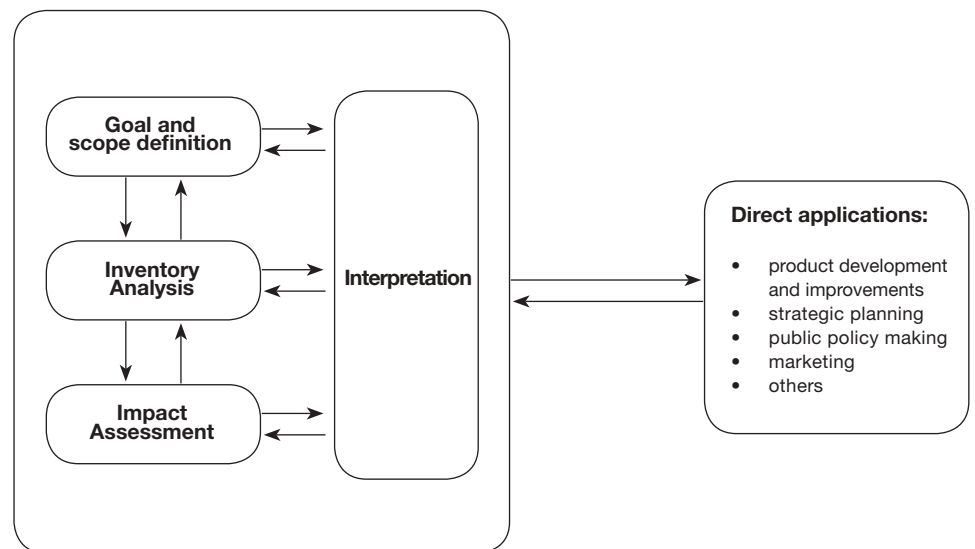 Goal and
scope definition
Inventory
Analysis
Impact
Assessment
Interpretation
Direct applications:
• product development
and improvements
• strategic planning
• public policy making
• marketing
• others